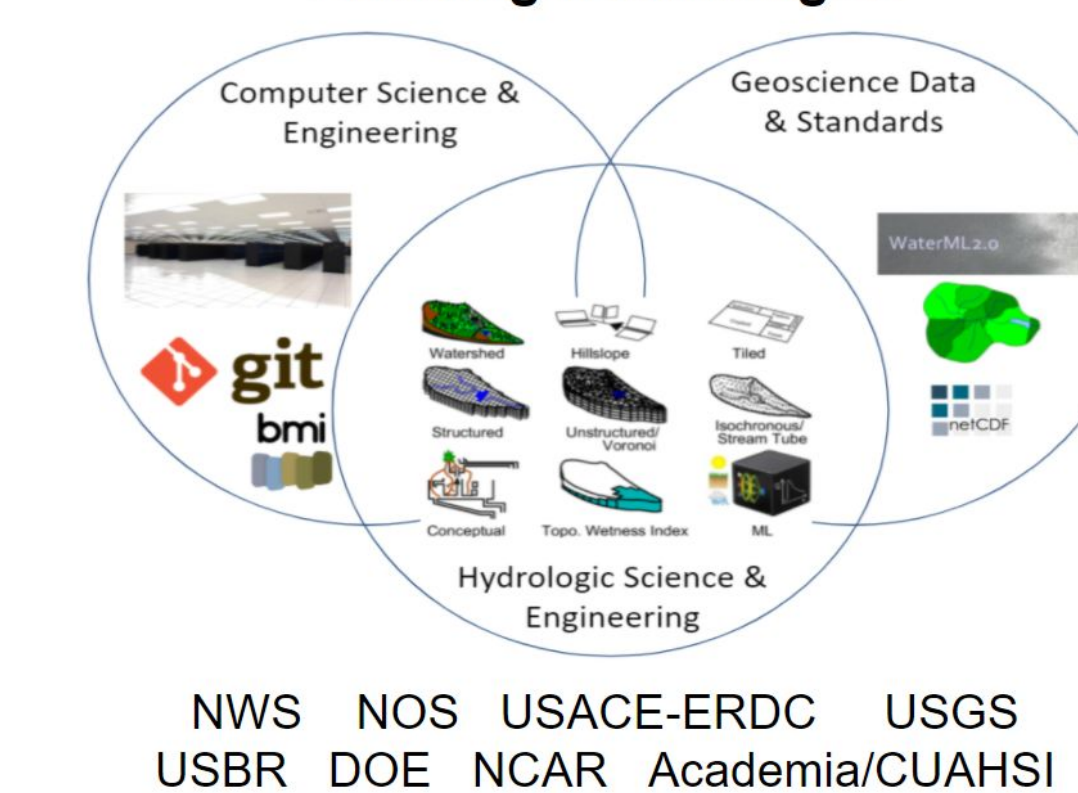 Computer Science &
Engineering
Geoscience Data
& Standards
WaterML2.0
git
bmi
netCDF
Watershed
Hillslope
Tiled
Structured
Unstructured/
Voronoi
Isochronous/
Stream Tube
Conceptual
Topo. Wetness Index
ML
Hydrologic Science &
Engineering
NWS NOS USACE-ERDC USGS
USBR DOE NCAR Academia/CUAHSI